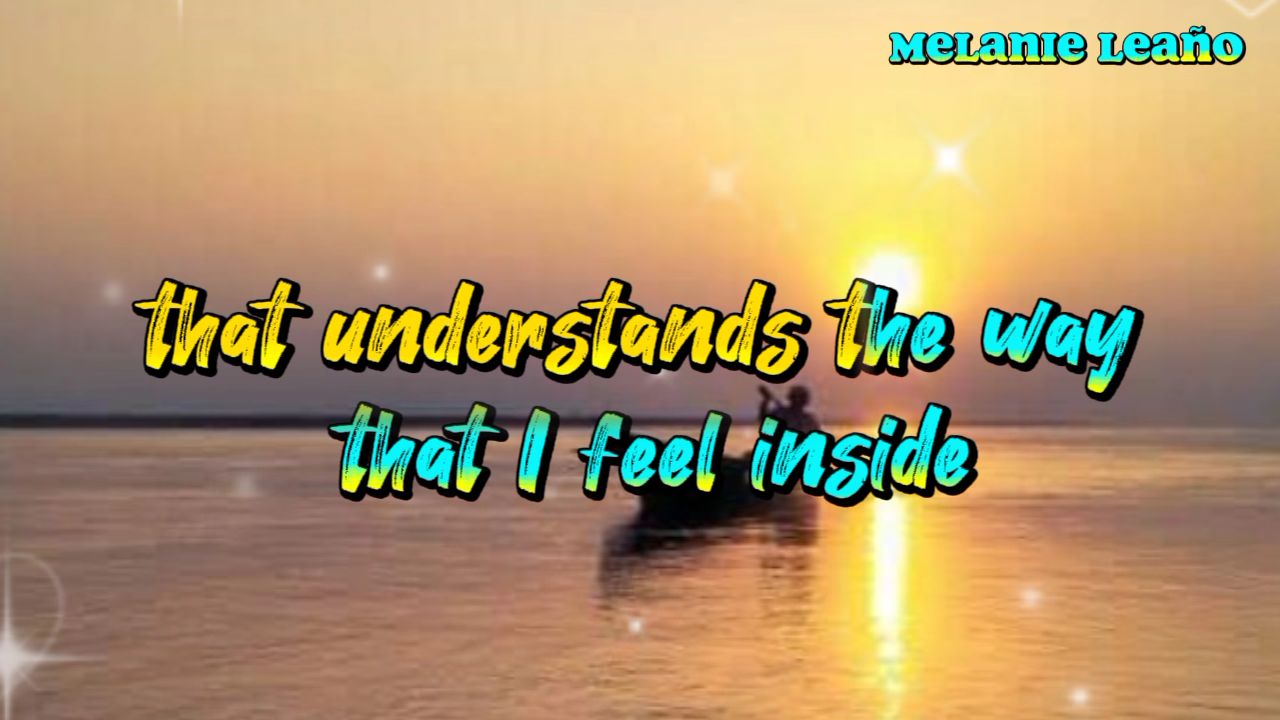 MELANIE LEAÑO
that understands the way
that I feel inside